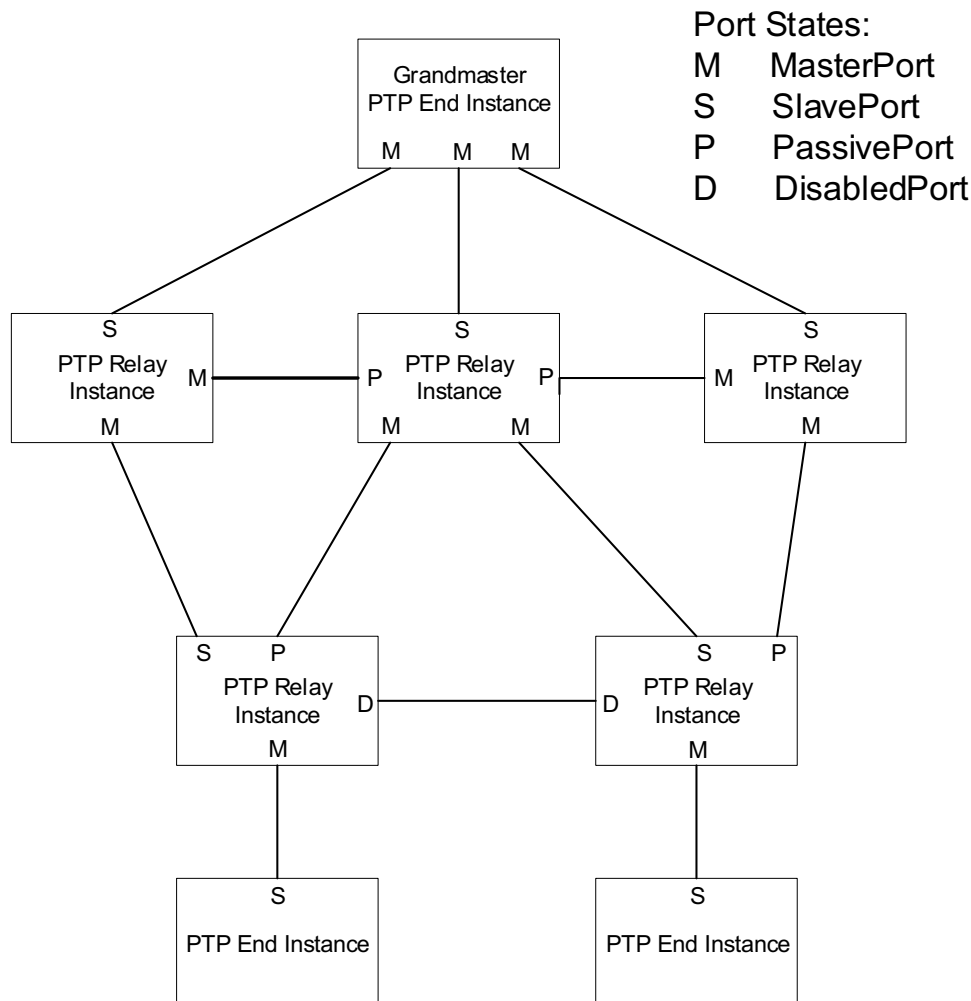 Port States:
M MasterPort
S SlavePort
P PassivePort
D DisabledPort
Grandmaster
PTP End Instance
M M M
S
PTP Relay
Instance
M
M
S
PTP Relay
Instance
P
P
M
M
S
PTP Relay
Instance
M
M
S
P
PTP Relay
Instance
D
M
S
P
PTP Relay
Instance
D
M
S
PTP End Instance
S
PTP End Instance